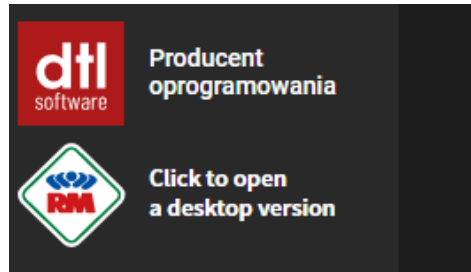 dtl
software
Producent
oprogramowania
RM
Click to open
a desktop version